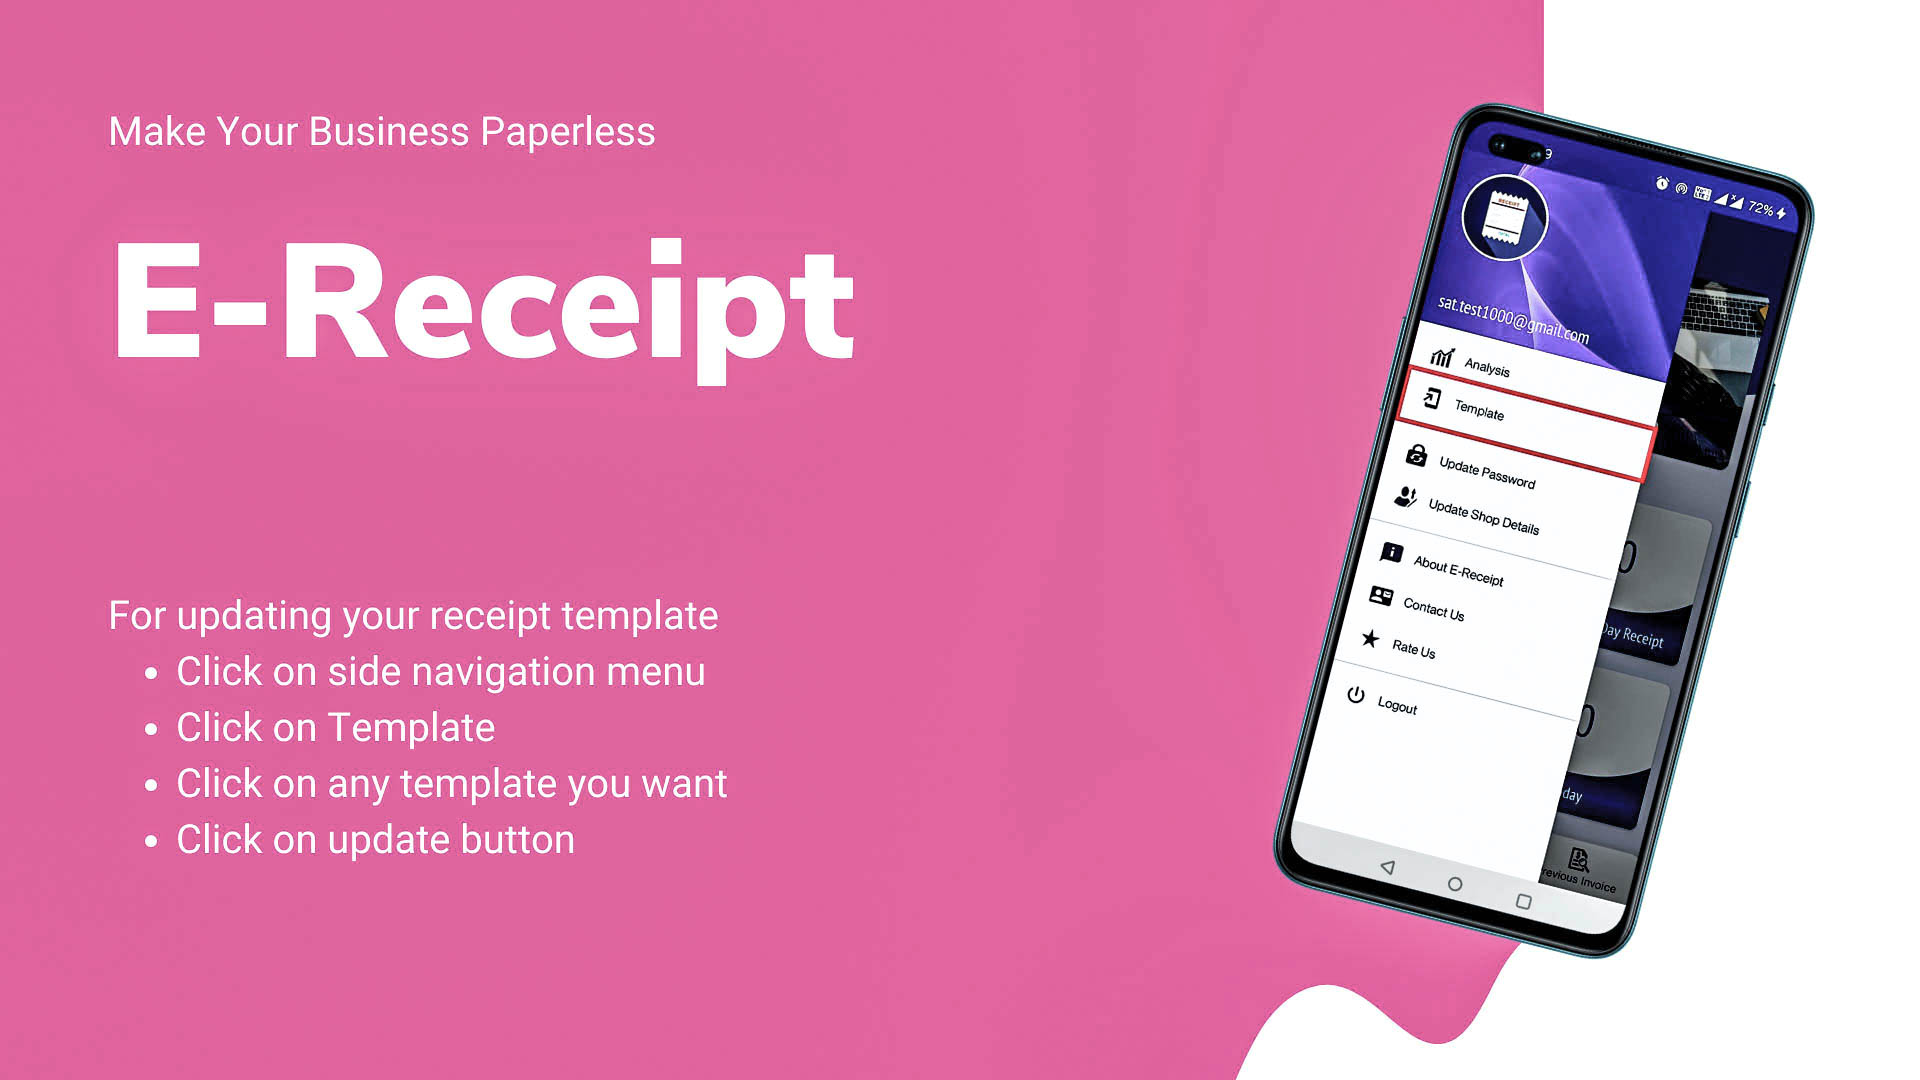 Make Your Business Paperless
E-Receipt
For updating your receipt template
• Click on side navigation menu
• Click on Template
• Click on any template you want
• Click on update button
9
72%
RECEIPT
sat.test1000@gmail.com
Analysis
Template
Update Password
Update Shop Details
About E-Receipt
Contact Us
Rate Us
Logout
Day Receipt
day
revious Invoice